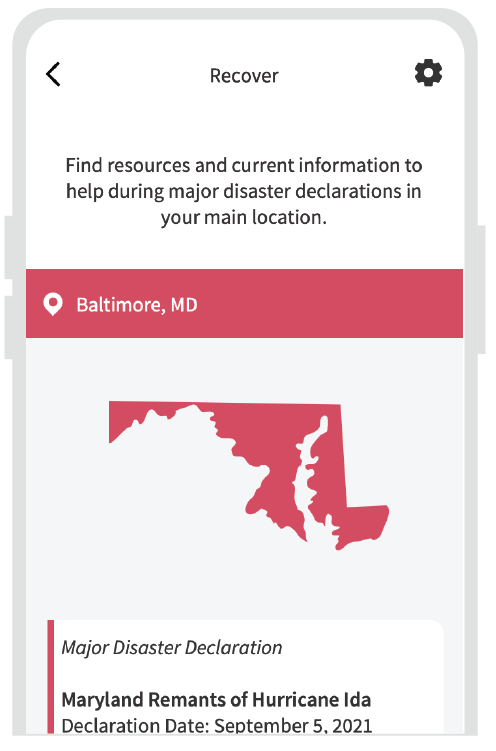 Recover
Find resources and current information to
help during major disaster declarations in
your main location.
Baltimore, MD
Major Disaster Declaration
Maryland Remants of Hurricane Ida
Declaration Date: September 5, 2021